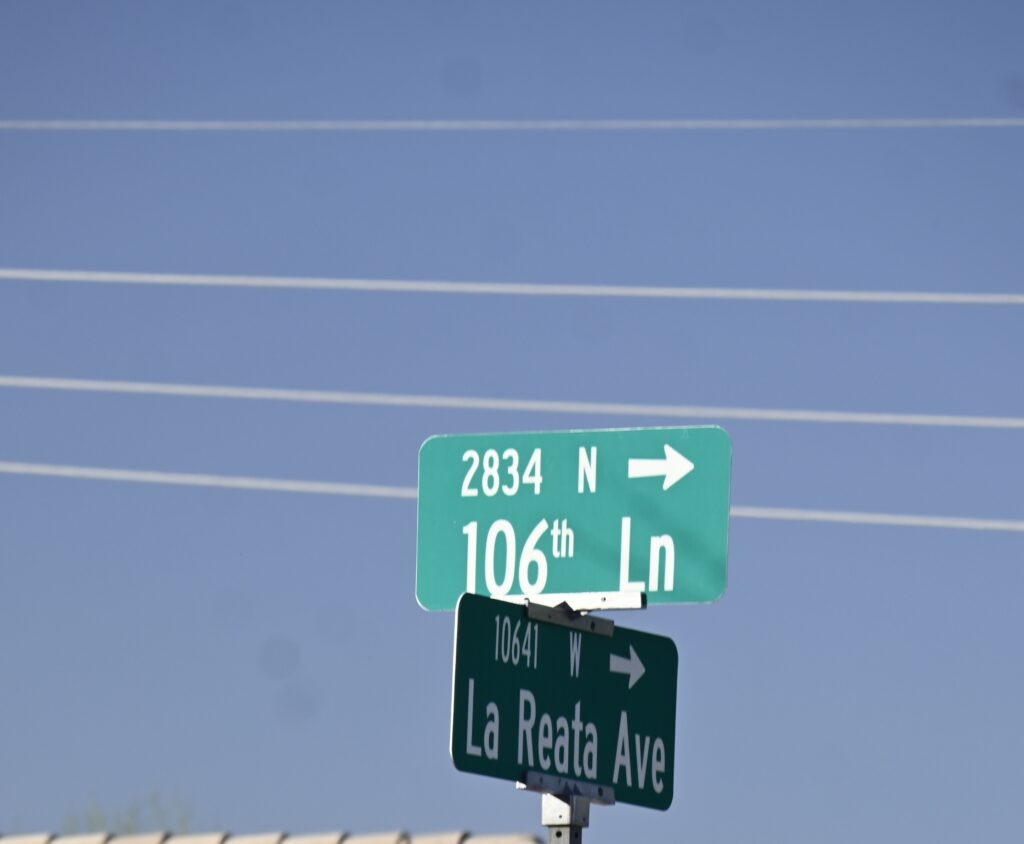 2834 N →
106th Ln
10641 W →
La Reata Ave